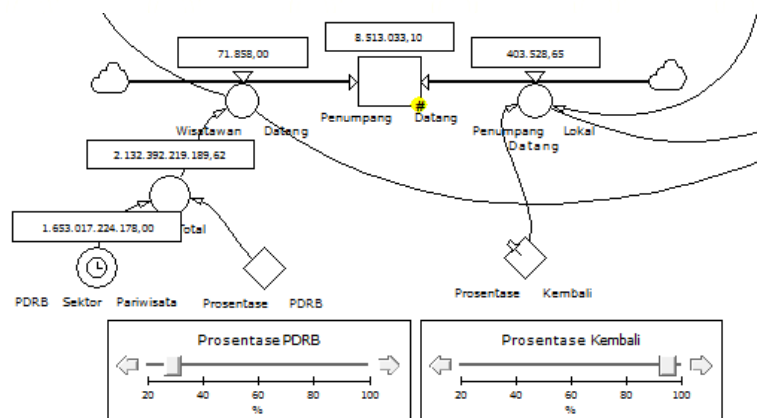 8.513.033,10
71.858,00
403.528,65
#
Penumpang Datang
Wisatawan Datang
Penumpang Lokal
Datang
2.132.392.219.189,62
1.653.017.224.178,00
Total
PDRB Sektor Pariwisata
Prosentase PDRB
Prosentase Kembali
Prosentase PDRB
20 40 60 80 100
%
Prosentase Kembali
20 40 60 80 100
%